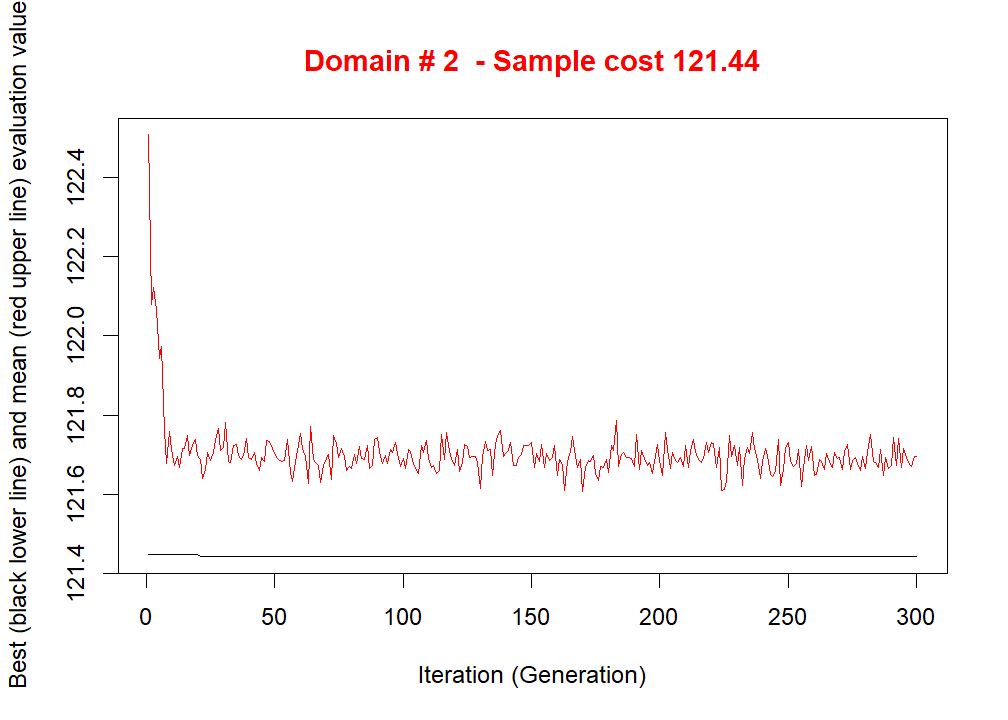 Domain # 2  - Sample cost 121.44
Best (black lower line) and mean (red upper line) evaluation value
122.4
122.2
122.0
121.8
121.6
121.4
0 50 100 150 200 250 300
Iteration (Generation)